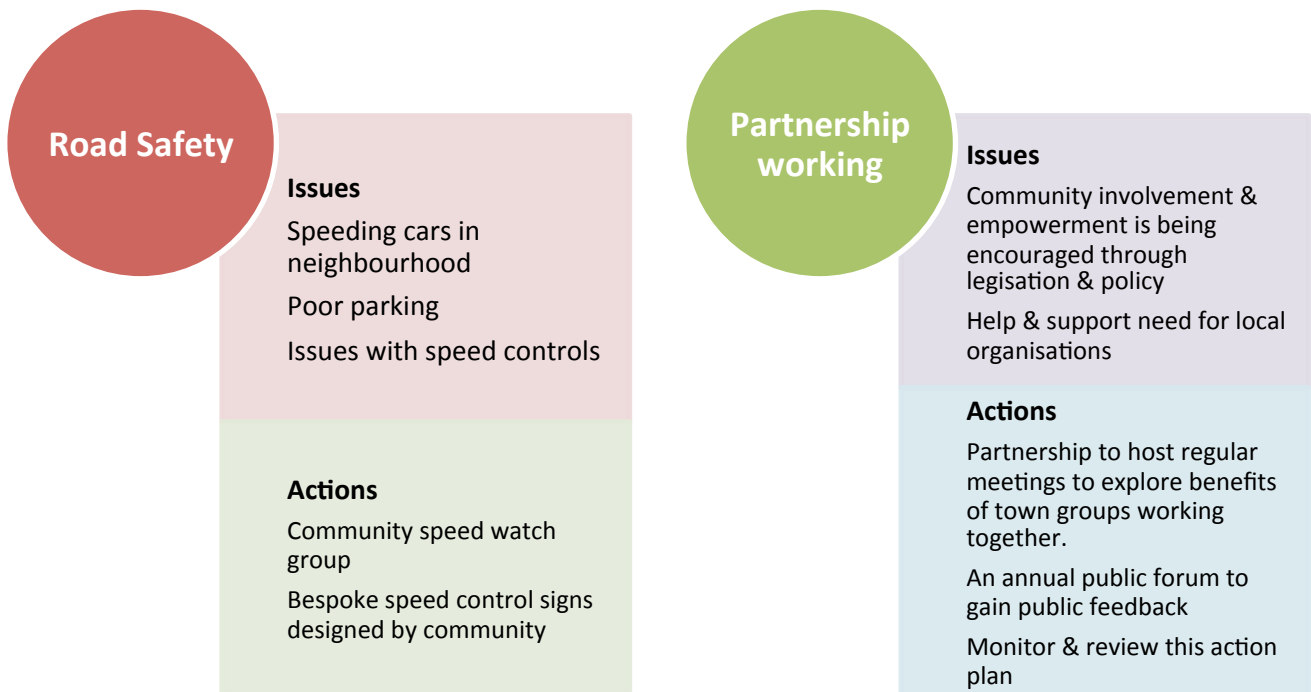 Road Safety
Issues
Speeding cars in
neighbourhood
Poor parking
Issues with speed controls
Actions
Community speed watch
group
Bespoke speed control signs
designed by community
Partnership
working
Issues
Community involvement &
empowerment is being
encouraged through
legisation & policy
Help & support need for local
organisations
Actions
Partnership to host regular
meetings to explore benefits
of town groups working
together.
An annual public forum to
gain public feedback
Monitor & review this action
plan